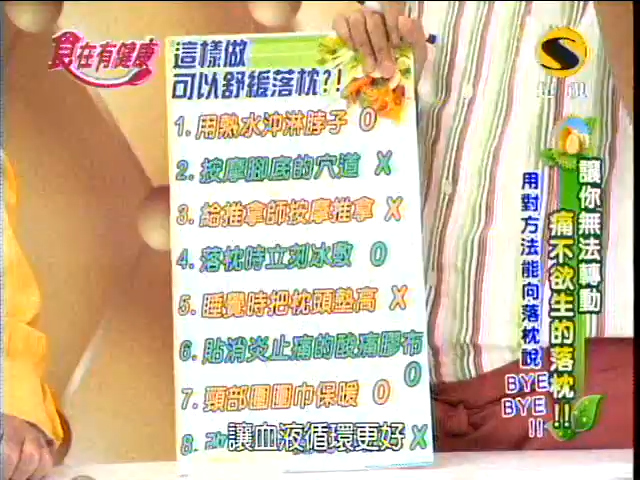 食在有健康
這樣做
可以舒緩落枕?!
1. 用熱水沖淋脖子 O
2. 按摩腳底的穴道 X
3. 給推拿師按摩推拿 X
4. 落枕時立刻冰敷 O
5. 睡覺時把枕頭墊高 X
6. 貼消炎止痛的酸痛膠布 O
7. 頸部圍圍巾保暖 O
8. X
讓血液循環更好
讓你無法轉動
痛不欲生的落枕!!
用對方法能向落枕說
BYE
BYE
!!